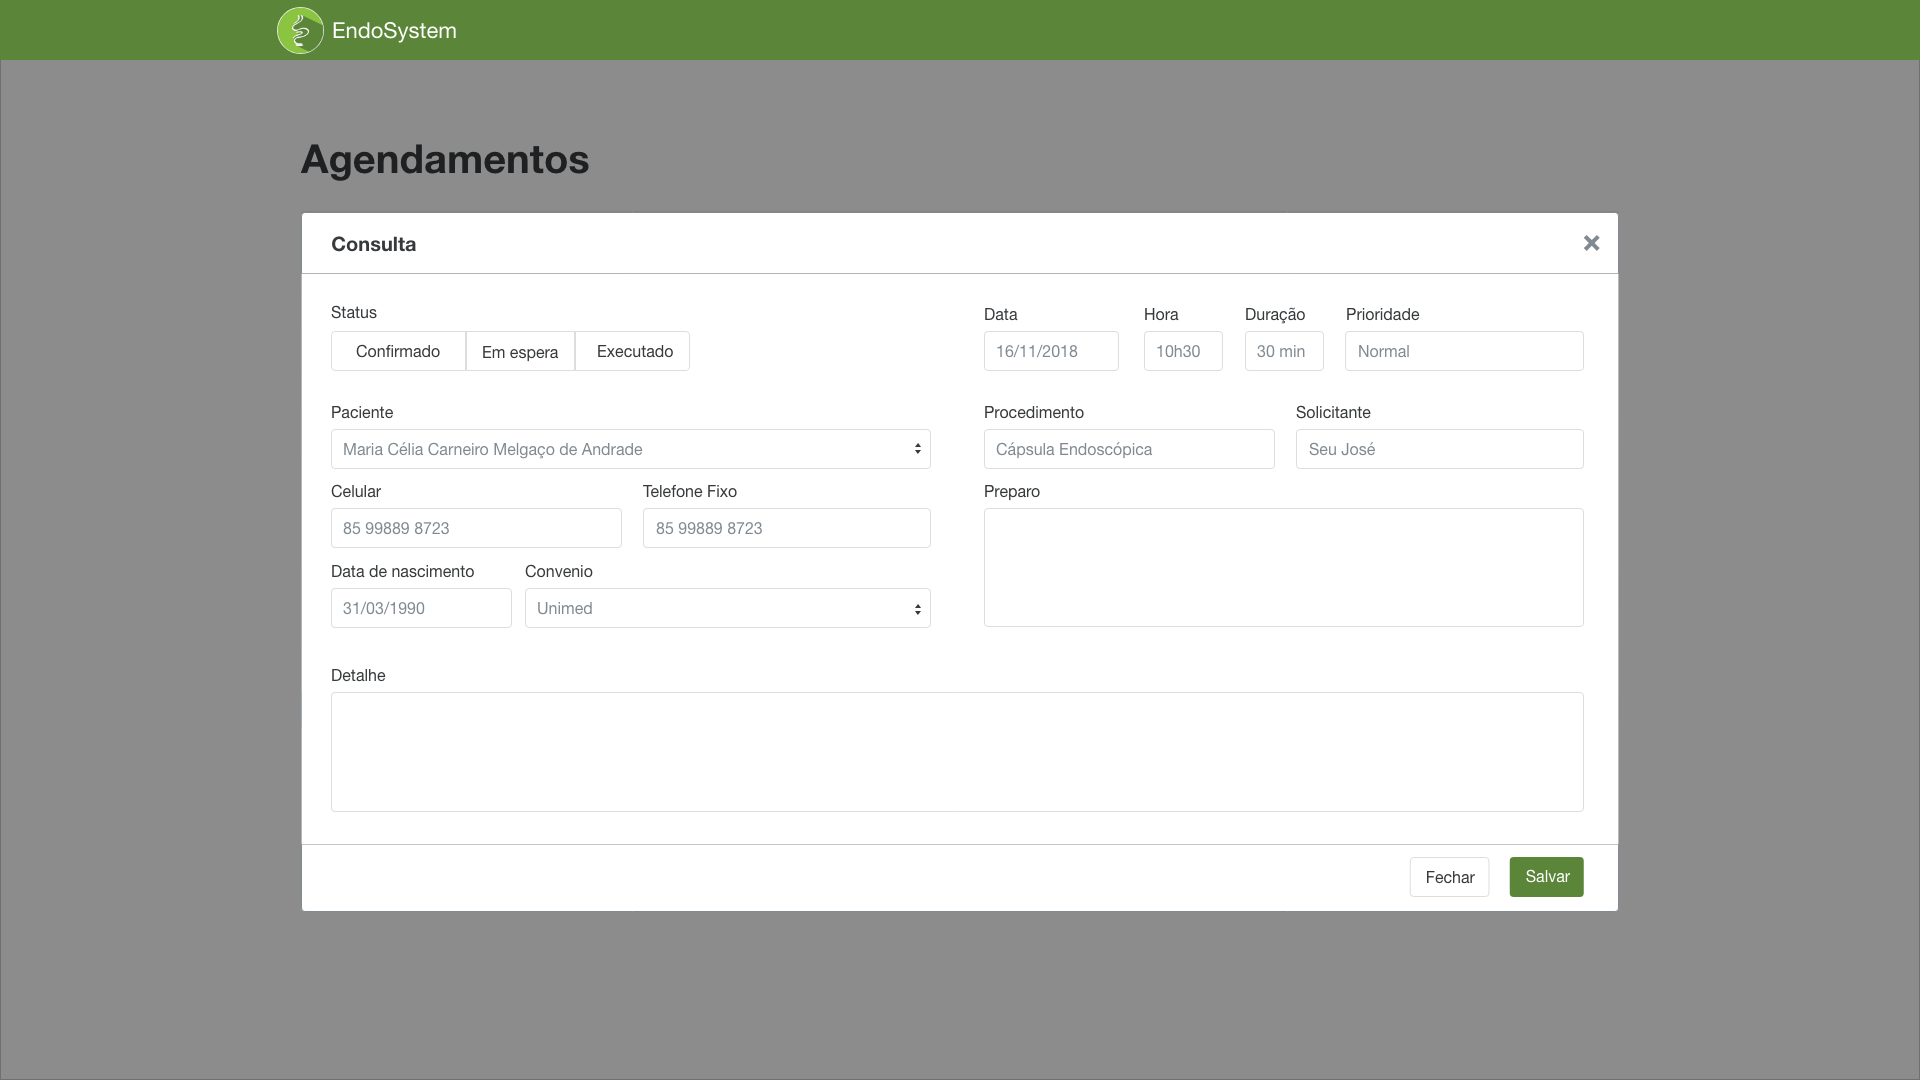 EndoSystem
Agendamentos
Consulta
Status
Confirmado Em espera Executado
Data Hora Duração Prioridade
16/11/2018 10h30 30 min Normal
Paciente
Maria Célia Carneiro Melgaço de Andrade
Procedimento Solicitante
Cápsula Endoscópica Seu José
Celular Telefone Fixo
85 99889 8723 85 99889 8723
Preparo
Data de nascimento Convenio
31/03/1990 Unimed
Detalhe
Fechar Salvar